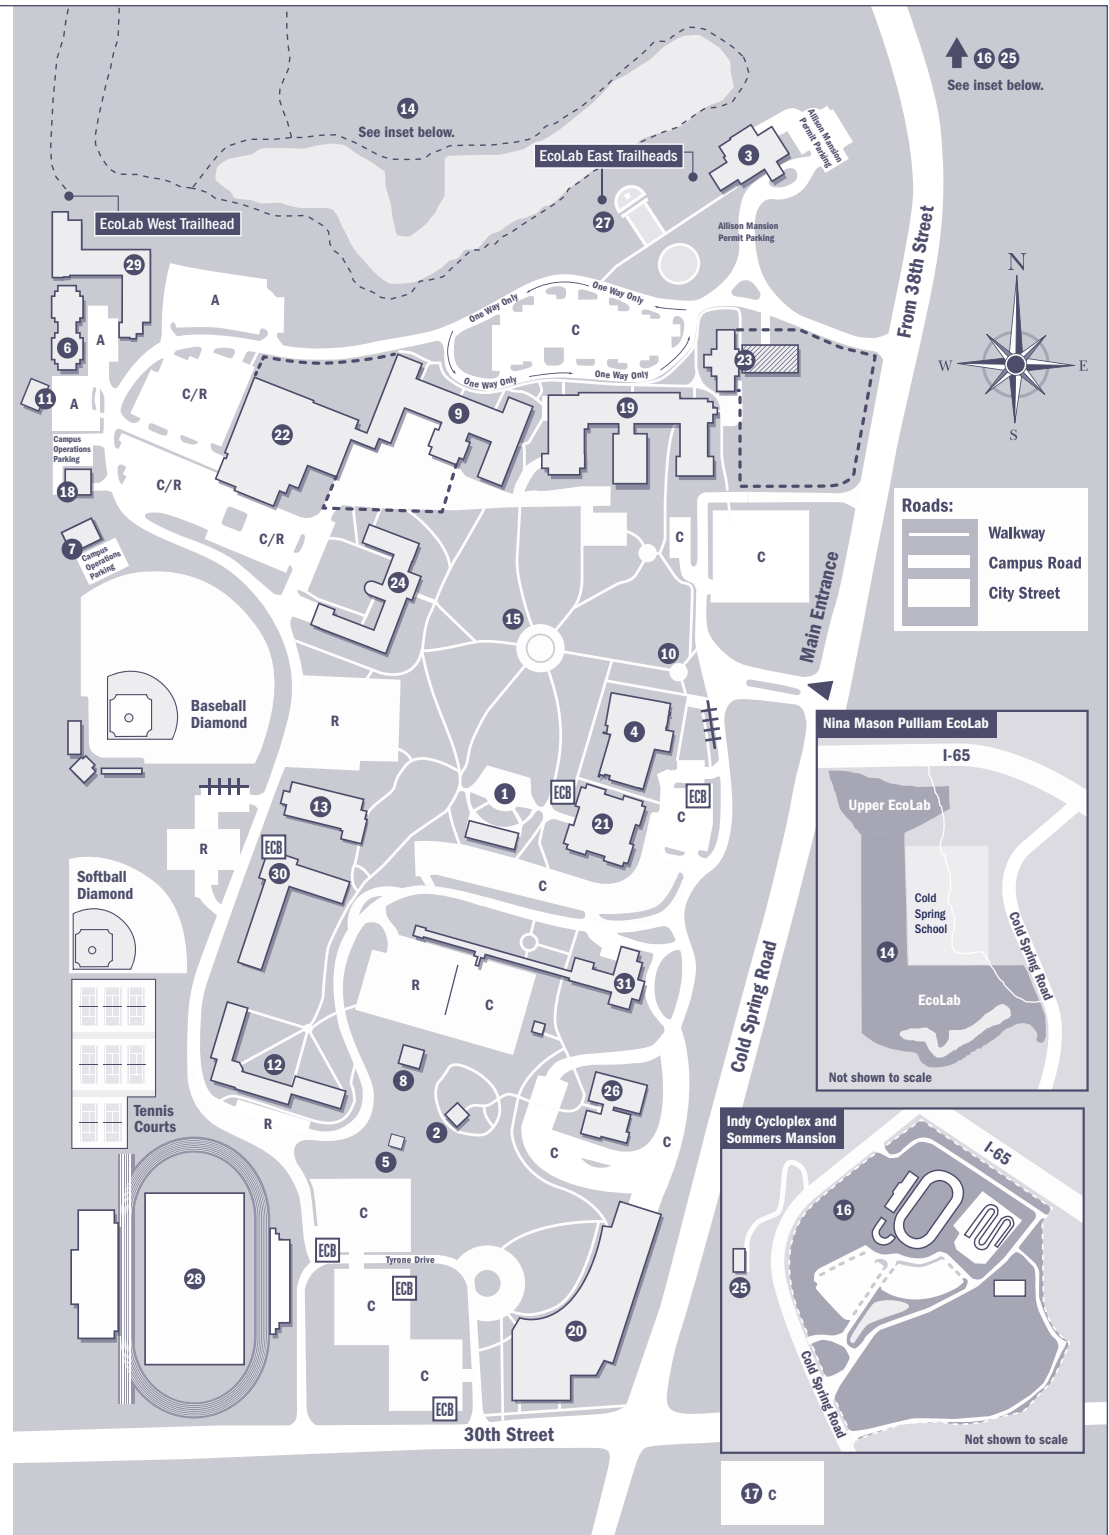 16 25
See inset below.
14
See inset below.
Allison Mansion
Permit Parking
3
EcoLab East Trailheads
27
Allison Mansion
Permit Parking
EcoLab West Trailhead
From 38th Street
29
A
One Way Only
One Way Only
C
N
W
E
S
6
A
23
One Way Only
One Way Only
11
A
C/R
9
19
22
Campus
Operations
Parking
18
C/R
Roads:
Walkway
Campus Road
City Street
7
Campus
Operations
Parking
C/R
C
C
24
15
10
Main Entrance
Baseball
Diamond
R
4
Nina Mason Pulliam EcoLab
I-65
Upper EcoLab
Cold
Spring
School
Cold Spring Road
14
EcoLab
Not shown to scale
13
1
ECB
ECB
21
C
R
ECB
30
Softball
Diamond
C
R
C
31
Cold Spring Road
12
8
26
Tennis
Courts
R
2
5
C
C
Indy Cycloplex and
Sommers Mansion
I-65
16
25
Cold Spring Road
Not shown to scale
C
ECB
Tyrone Drive
ECB
28
C
20
C
ECB
30th Street
17 C